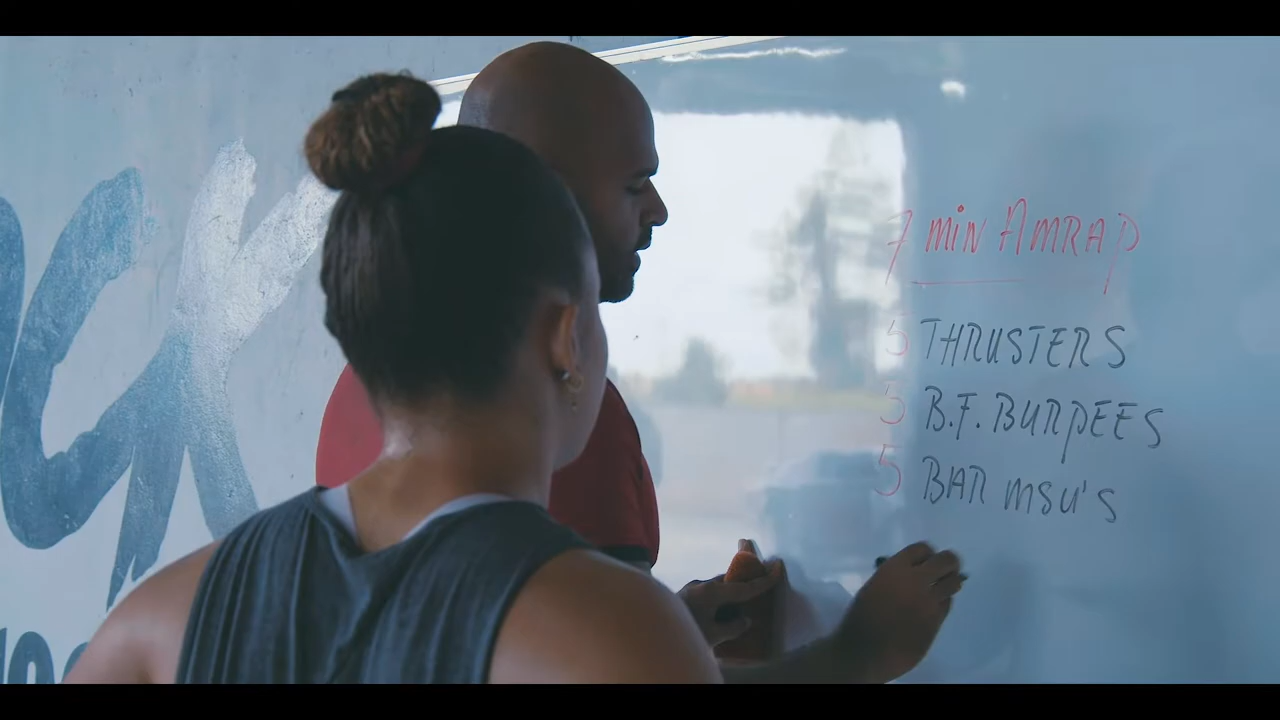 7 min AMRAP
5 THRUSTERS
5 B.F. BURPEES
5 BAR MSU'S